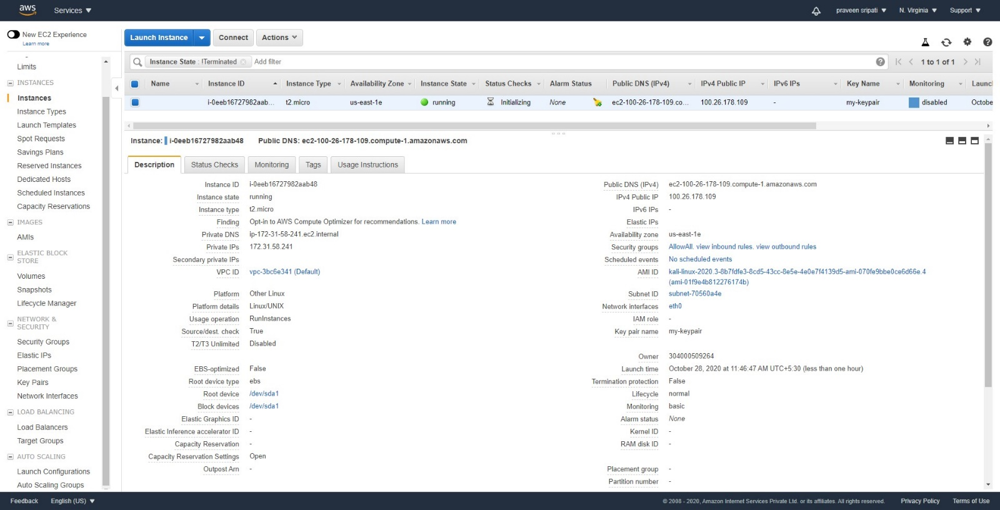 aws Services praveen sripati N. Virginia Support
New EC2 Experience
Learn more
Limits
INSTANCES
Instances
Instance Types
Launch Templates
Spot Requests
Savings Plans
Reserved Instances
Dedicated Hosts
Scheduled Instances
Capacity Reservations
IMAGES
AMIs
ELASTIC BLOCK
STORE
Volumes
Snapshots
Lifecycle Manager
NETWORK &
SECURITY
Security Groups
Elastic IPs
Placement Groups
Key Pairs
Network Interfaces
LOAD BALANCING
Load Balancers
Target Groups
AUTO SCALING
Launch Configurations
Auto Scaling Groups
Launch Instance Connect Actions
Instance State : !Terminated Add filter 1 to 1 of 1
Name Instance ID Instance Type Availability Zone Instance State Status Checks Alarm Status Public DNS (IPv4) IPv4 Public IP IPv6 IPs Key Name Monitoring Launc
i-0eeb16727982aab... t2.micro us-east-1e running Initializing None ec2-100-26-178-109.co... 100.26.178.109 - my-keypair disabled Octobe
Instance: i-0eeb16727982aab48 Public DNS: ec2-100-26-178-109.compute-1.amazonaws.com
Description Status Checks Monitoring Tags Usage Instructions
Instance ID i-0eeb16727982aab48
Instance state running
Instance type t2.micro
Finding Opt-in to AWS Compute Optimizer for recommendations. Learn more
Private DNS ip-172-31-58-241.ec2.internal
Private IPs 172.31.58.241
Secondary private IPs
VPC ID vpc-3bc6e341 (Default)
Platform Other Linux
Platform details Linux/UNIX
Usage operation RunInstances
Source/dest. check True
T2/T3 Unlimited Disabled
EBS-optimized False
Root device type ebs
Root device /dev/sda1
Block devices /dev/sda1
Elastic Graphics ID -
Elastic Inference accelerator ID -
Capacity Reservation -
Capacity Reservation Settings Open
Outpost Arn -
Public DNS (IPv4) ec2-100-26-178-109.compute-1.amazonaws.com
IPv4 Public IP 100.26.178.109
IPv6 IPs -
Elastic IPs
Availability zone us-east-1e
Security groups AllowAll. view inbound rules. view outbound rules
Scheduled events No scheduled events
AMI ID kali-linux-2020.3-8b7fdfe3-8cd5-43cc-8e5e-4e0e7f4139d5-ami-070fe9bbe0ce6d66e.4
(ami-01f9e4b812276174b)
Subnet ID subnet-70560a4e
Network interfaces eth0
IAM role -
Key pair name my-keypair
Owner 304000509264
Launch time October 28, 2020 at 11:46:47 AM UTC+5:30 (less than one hour)
Termination protection False
Lifecycle normal
Monitoring basic
Alarm status None
Kernel ID -
RAM disk ID -
Placement group -
Partition number -
Feedback English (US) © 2008 - 2020, Amazon Internet Services Private Ltd. or its affiliates. All rights reserved. Privacy Policy Terms of Use